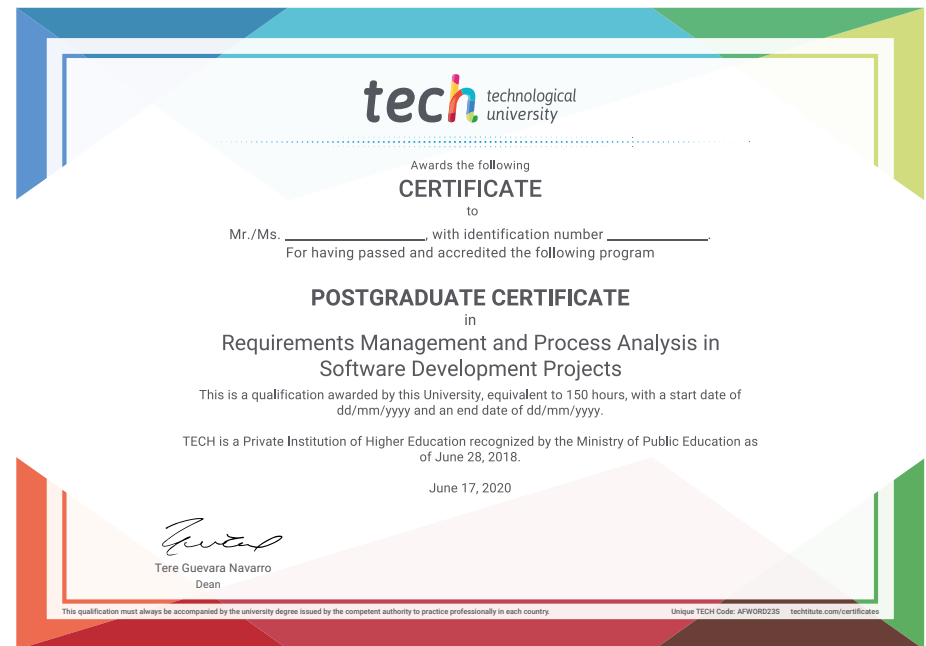 tech technological
university
Awards the following
CERTIFICATE
to
Mr./Ms. ____________________, with identification number ______________.
For having passed and accredited the following program
POSTGRADUATE CERTIFICATE
in
Requirements Management and Process Analysis in
Software Development Projects
This is a qualification awarded by this University, equivalent to 150 hours, with a start date of
dd/mm/yyyy and an end date of dd/mm/yyyy.
TECH is a Private Institution of Higher Education recognized by the Ministry of Public Education as
of June 28, 2018.
June 17, 2020
Tere Guevara Navarro
Dean
This qualification must always be accompanied by the university degree issued by the competent authority to practice professionally in each country.
Unique TECH Code: AFWORD23S techtitute.com/certificates